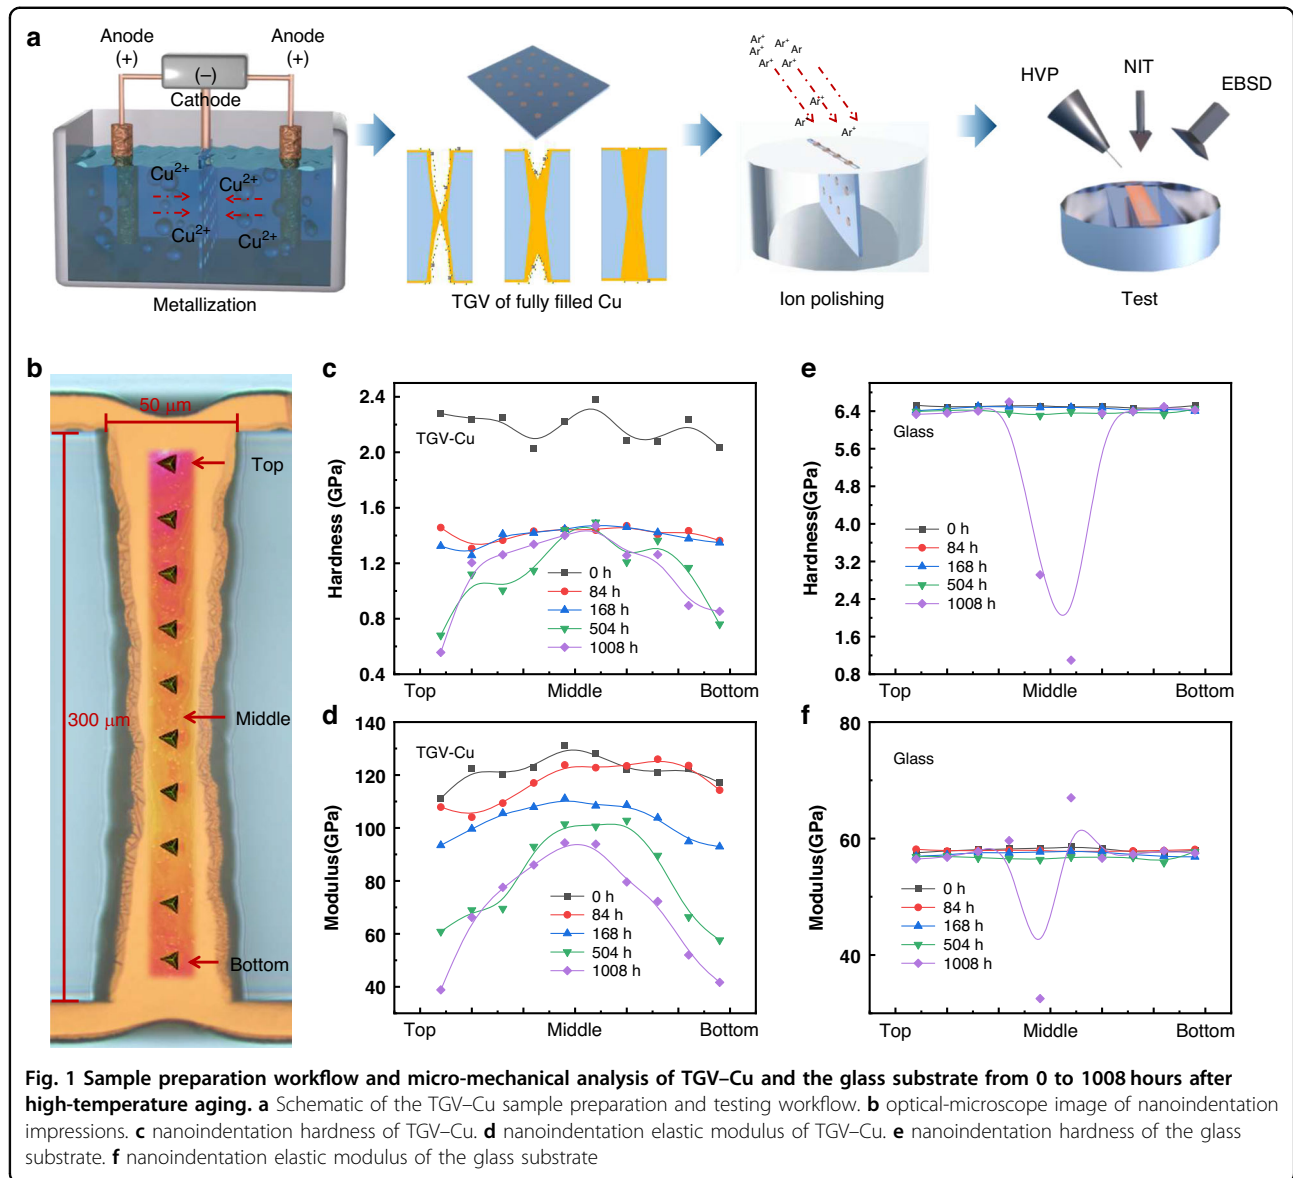 a
Anode
(+)
Anode
(+)
(–)
Cathode
Cu2+
Cu2+
Cu2+
Cu2+
Metallization
TGV of fully filled Cu
Ar+
Ar+ Ar
Ar+
Ar+ Ar+
Ar+
Ar+
Ar+
Ion polishing
HVP
NIT
EBSD
Test
b
50 μm
Top
300 μm
Middle
Bottom
c
Hardness (GPa)
2.4
2.0
1.6
1.2
0.8
0.4
TGV-Cu
0 h
84 h
168 h
504 h
1008 h
Top Middle Bottom
d
Modulus(GPa)
140
120
100
80
60
40
TGV-Cu
0 h
84 h
168 h
504 h
1008 h
Top Middle Bottom
e
Hardness(GPa)
6.4
5.6
4.8
4.0
3.2
2.4
1.6
0.8
Glass
0 h
84 h
168 h
504 h
1008 h
Top Middle Bottom
f
Modulus(GPa)
80
60
40
Glass
0 h
84 h
168 h
504 h
1008 h
Top Middle Bottom
Fig. 1 Sample preparation workflow and micro-mechanical analysis of TGV–Cu and the glass substrate from 0 to 1008 hours after
high-temperature aging. a Schematic of the TGV–Cu sample preparation and testing workflow. b optical-microscope image of nanoindentation
impressions. c nanoindentation hardness of TGV–Cu. d nanoindentation elastic modulus of TGV–Cu. e nanoindentation hardness of the glass
substrate. f nanoindentation elastic modulus of the glass substrate